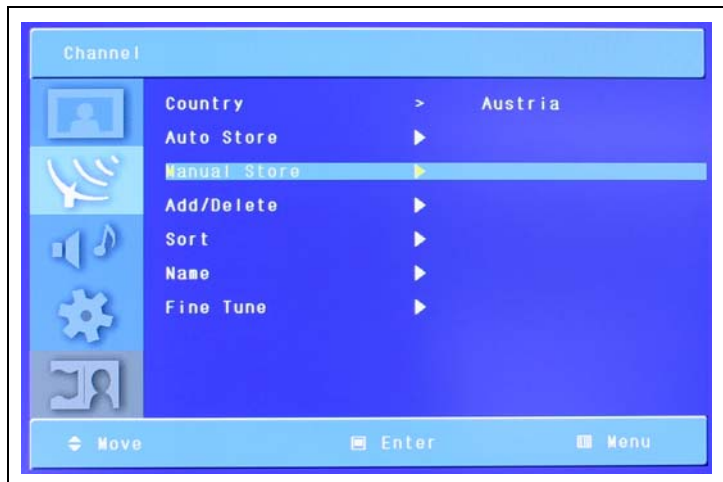 Channel
Country > Austria
Auto Store
Manual Store
Add/Delete
Sort
Name
Fine Tune
Move Enter Menu